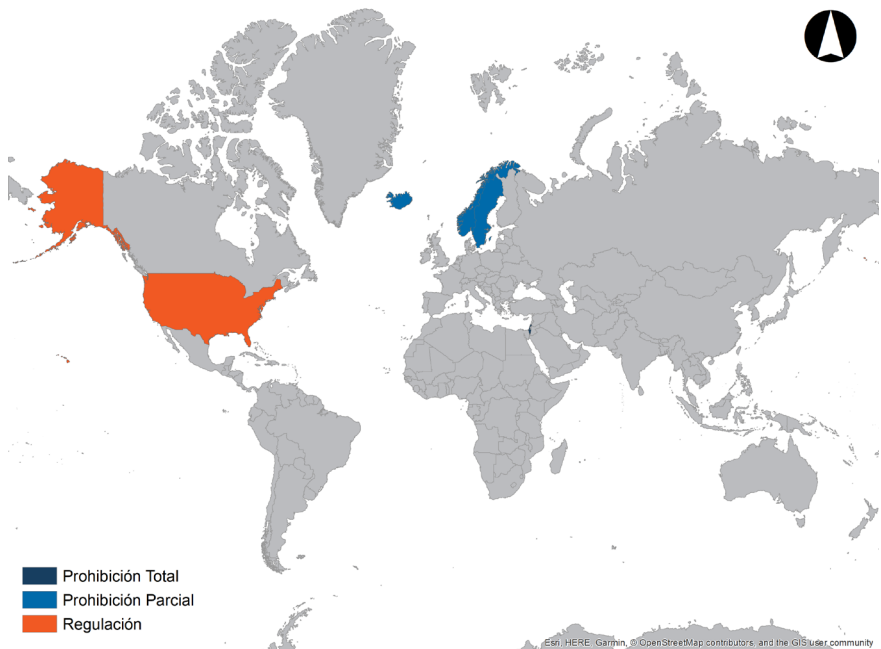 Prohibición Total
Prohibición Parcial
Regulación
Esri, HERE, Garmin, © OpenStreetMap contributors, and the GIS user community